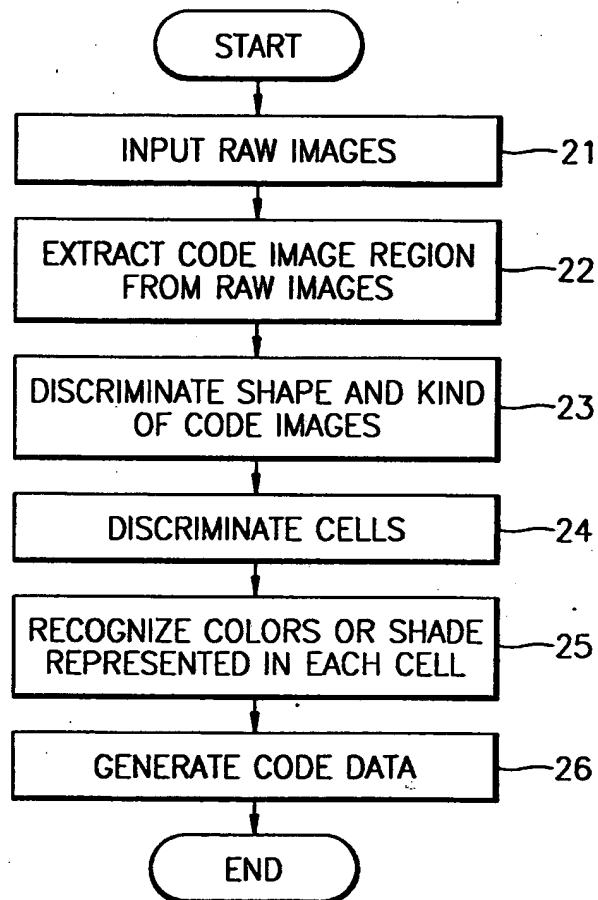 START
INPUT RAW IMAGES
21
EXTRACT CODE IMAGE REGION
FROM RAW IMAGES
22
DISCRIMINATE SHAPE AND KIND
OF CODE IMAGES
23
DISCRIMINATE CELLS
24
RECOGNIZE COLORS OR SHADE
REPRESENTED IN EACH CELL
25
GENERATE CODE DATA
26
END